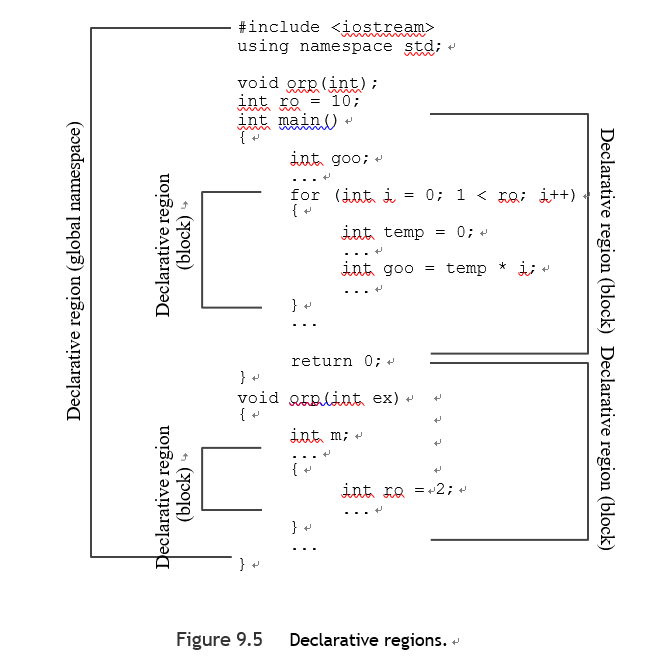 #include <iostream>
using namespace std;
void orp(int);
int ro = 10;
int main()
{
int goo;
...
for (int i = 0; 1 < ro; i++)
{
int temp = 0;
...
int goo = temp * i;
...
}
...
return 0;
}
void orp(int ex)
{
int m;
...
{
int ro = 2;
...
}
...
}
Declarative region (global namespace)
Declarative region
(block)
Declarative region
(block)
Declarative region (block)
Declarative region (block)
Figure 9.5 Declarative regions.